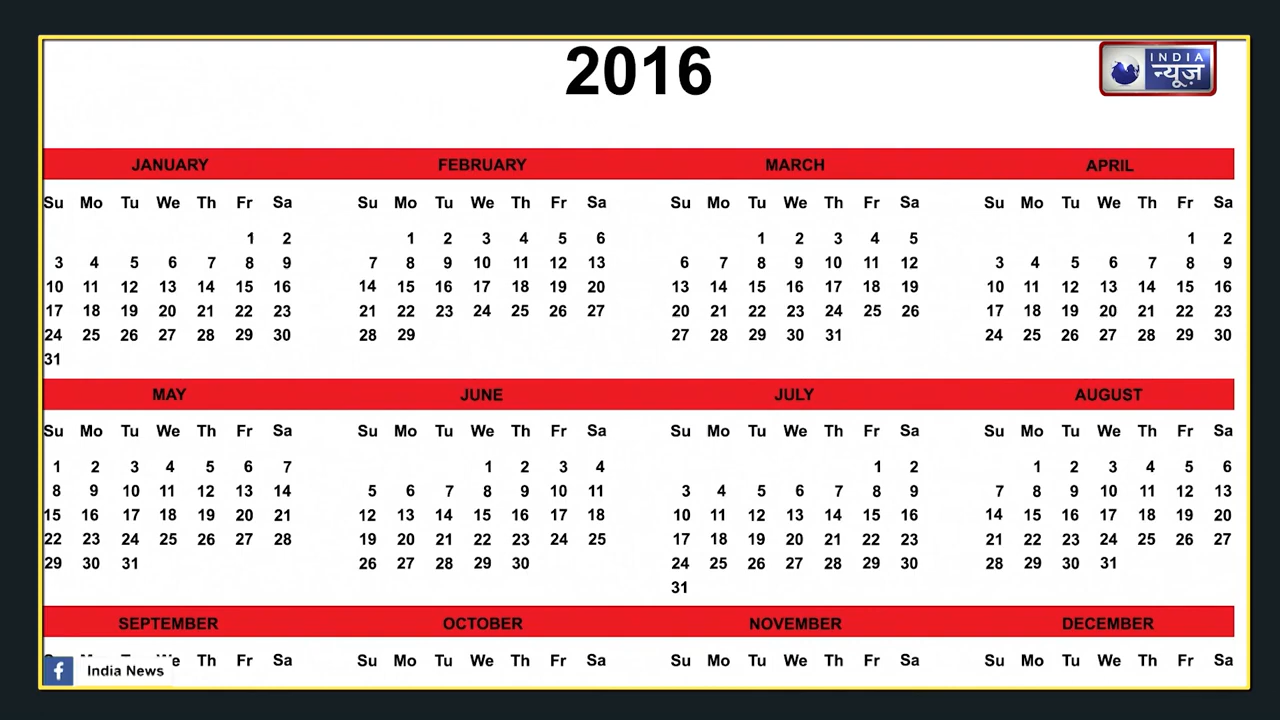 2016
INDIA
न्यूज़
JANUARY FEBRUARY MARCH APRIL
Su Mo Tu We Th Fr Sa Su Mo Tu We Th Fr Sa Su Mo Tu We Th Fr Sa Su Mo Tu We Th Fr Sa
1 2 1 2 3 4 5 6 1 2 3 4 5 1 2
3 4 5 6 7 8 9 7 8 9 10 11 12 13 6 7 8 9 10 11 12 3 4 5 6 7 8 9
10 11 12 13 14 15 16 14 15 16 17 18 19 20 13 14 15 16 17 18 19 10 11 12 13 14 15 16
17 18 19 20 21 22 23 21 22 23 24 25 26 27 20 21 22 23 24 25 26 17 18 19 20 21 22 23
24 25 26 27 28 29 30 28 29 27 28 29 30 31 24 25 26 27 28 29 30
31
MAY JUNE JULY AUGUST
Su Mo Tu We Th Fr Sa Su Mo Tu We Th Fr Sa Su Mo Tu We Th Fr Sa Su Mo Tu We Th Fr Sa
1 2 3 4 5 6 7 1 2 3 4 1 2 1 2 3 4 5 6
8 9 10 11 12 13 14 5 6 7 8 9 10 11 3 4 5 6 7 8 9 7 8 9 10 11 12 13
15 16 17 18 19 20 21 12 13 14 15 16 17 18 10 11 12 13 14 15 16 14 15 16 17 18 19 20
22 23 24 25 26 27 28 19 20 21 22 23 24 25 17 18 19 20 21 22 23 21 22 23 24 25 26 27
29 30 31 26 27 28 29 30 24 25 26 27 28 29 30 28 29 30 31
31
SEPTEMBER OCTOBER NOVEMBER DECEMBER
We Th Fr Sa Su Mo Tu We Th Fr Sa Su Mo Tu We Th Fr Sa Su Mo Tu We Th Fr Sa
f India News